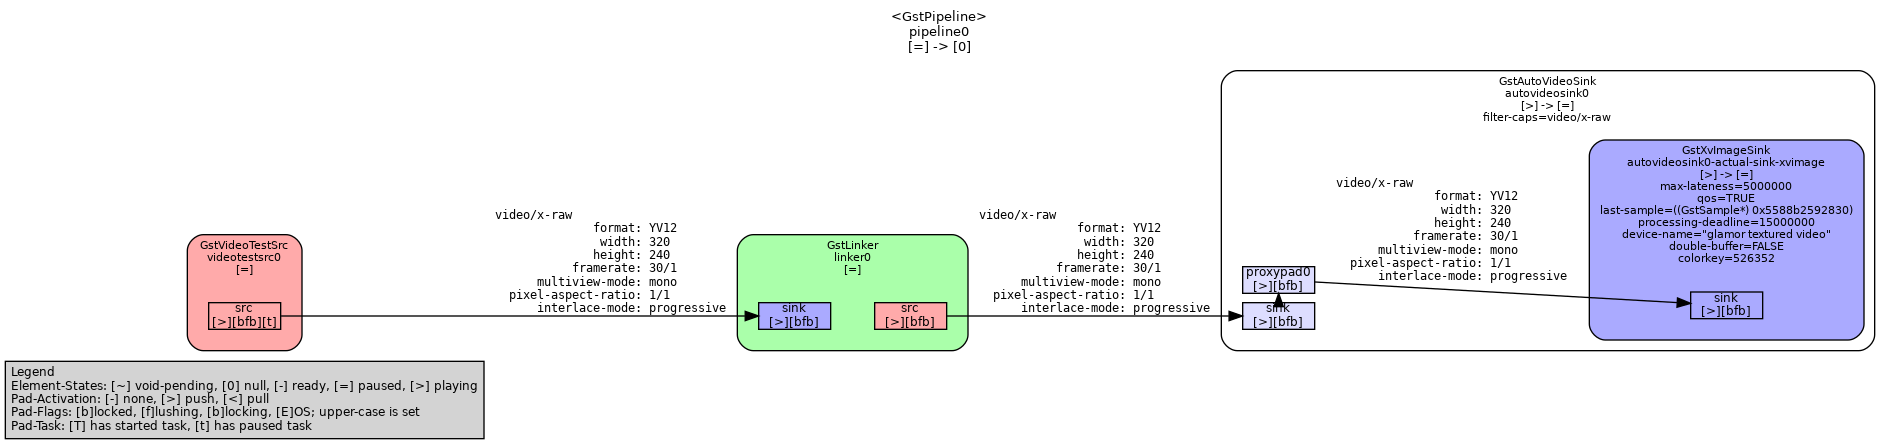 <GstPipeline>
pipeline0
[=] -> [0]
GstAutoVideoSink
autovideosink0
[>] -> [=]
filter-caps=video/x-raw
GstXvImageSink
autovideosink0-actual-sink-xvimage
[>] -> [=]
max-lateness=5000000
qos=TRUE
last-sample=((GstSample*) 0x5588b2592830)
processing-deadline=15000000
device-name="glamor textured video"
double-buffer=FALSE
colorkey=526352
sink
[>][bfb]
video/x-raw
format: YV12
width: 320
height: 240
framerate: 30/1
multiview-mode: mono
pixel-aspect-ratio: 1/1
interlace-mode: progressive
proxypad0
[>][bfb]
sink
[>][bfb]
GstVideoTestSrc
videotestsrc0
[=]
src
[>][bfb][t]
video/x-raw
format: YV12
width: 320
height: 240
framerate: 30/1
multiview-mode: mono
pixel-aspect-ratio: 1/1
interlace-mode: progressive
GstLinker
linker0
[=]
sink
[>][bfb]
src
[>][bfb]
video/x-raw
format: YV12
width: 320
height: 240
framerate: 30/1
multiview-mode: mono
pixel-aspect-ratio: 1/1
interlace-mode: progressive
Legend
Element-States: [~] void-pending, [0] null, [-] ready, [=] paused, [>] playing
Pad-Activation: [-] none, [>] push, [<] pull
Pad-Flags: [b]locked, [f]lushing, [b]locking, [E]OS; upper-case is set
Pad-Task: [T] has started task, [t] has paused task